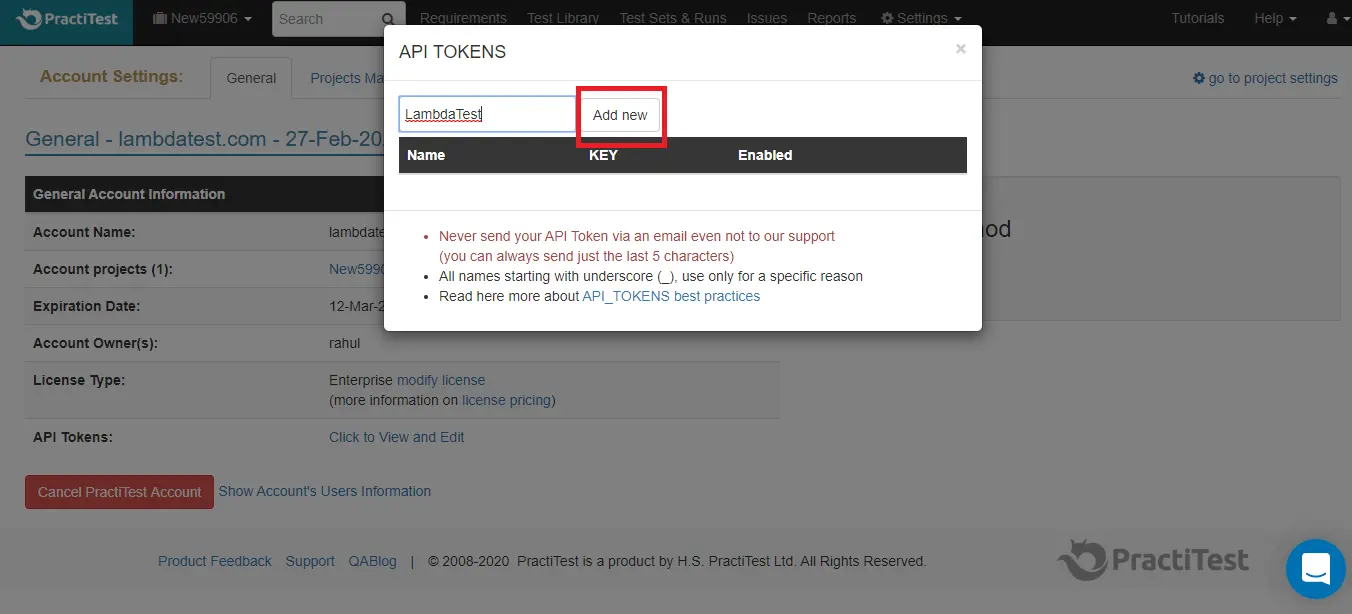 PractiTest
New59906
Search
Requirements
Test Library
Test Sets & Runs
Issues
Reports
Settings
Tutorials
Help
Account Settings:
General
Projects Ma
go to project settings
API TOKENS
×
LambdaTest
Add new
Name KEY Enabled
Never send your API Token via an email even not to our support
(you can always send just the last 5 characters)
All names starting with underscore (_), use only for a specific reason
Read here more about API_TOKENS best practices
General - lambdatest.com - 27-Feb-20
General Account Information
Account Name: lambdate
Account projects (1): New5990
Expiration Date: 12-Mar-2
Account Owner(s): rahul
License Type: Enterprise modify license
(more information on license pricing)
API Tokens: Click to View and Edit
Cancel PractiTest Account Show Account's Users Information
Product Feedback Support QABlog | © 2008-2020 PractiTest is a product by H.S. PractiTest Ltd. All Rights Reserved.
PractiTest